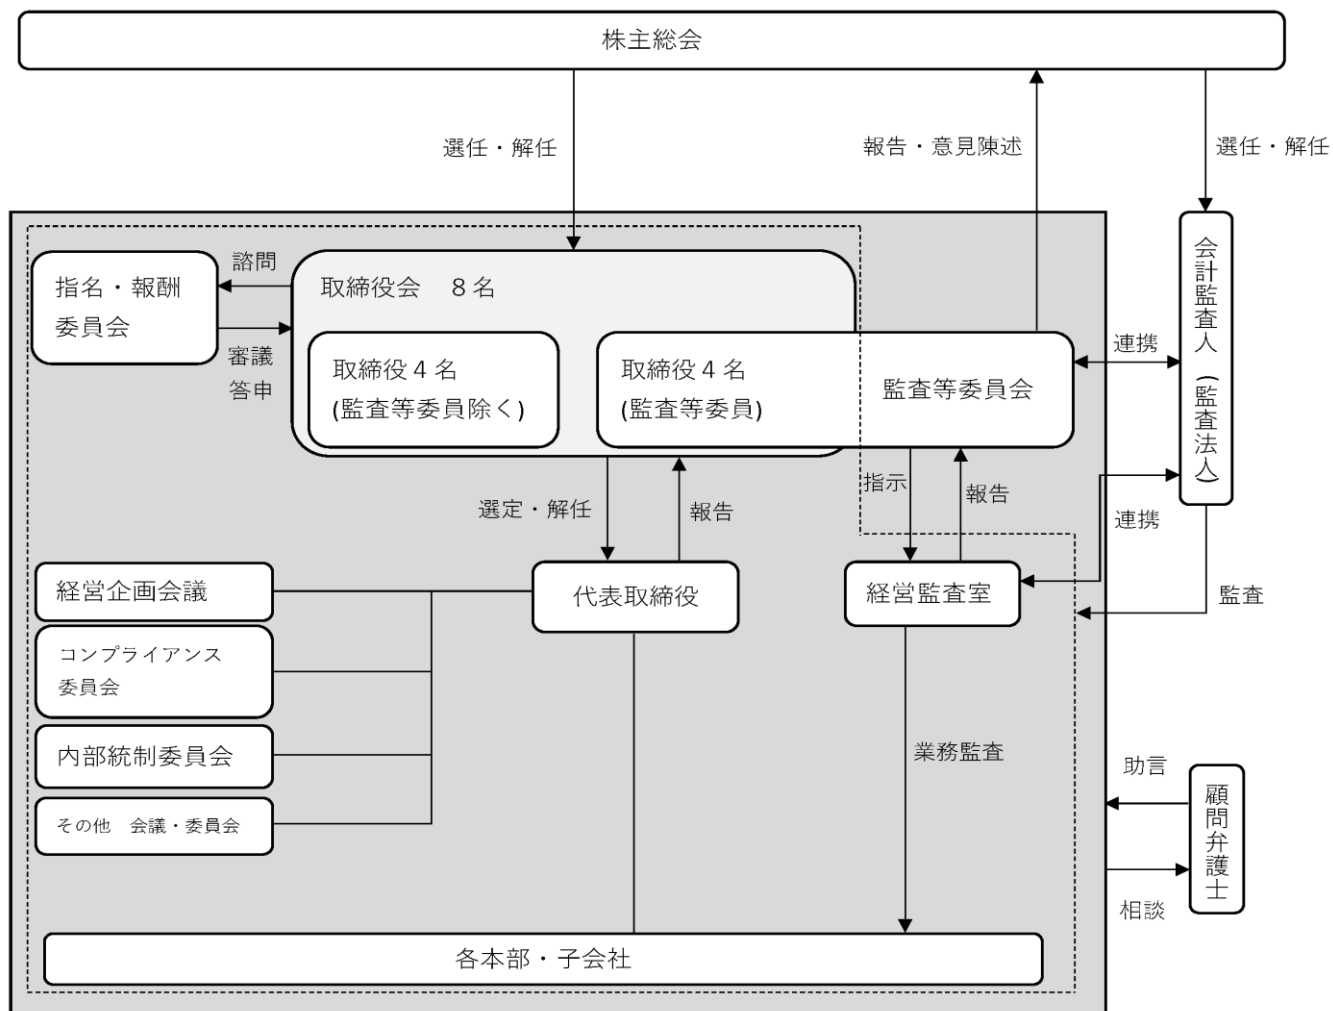 株主総会
選任・解任
報告・意見陳述
選任・解任
指名・報酬
委員会
諮問
審議
答申
取締役会　8名
取締役4名
(監査等委員除く)
取締役4名
(監査等委員)
監査等委員会
連携
会計監査人（監査法人）
選定・解任
報告
指示
報告
連携
経営企画会議
代表取締役
経営監査室
監査
コンプライアンス
委員会
内部統制委員会
その他　会議・委員会
業務監査
助言
顧問弁護士
相談
各本部・子会社